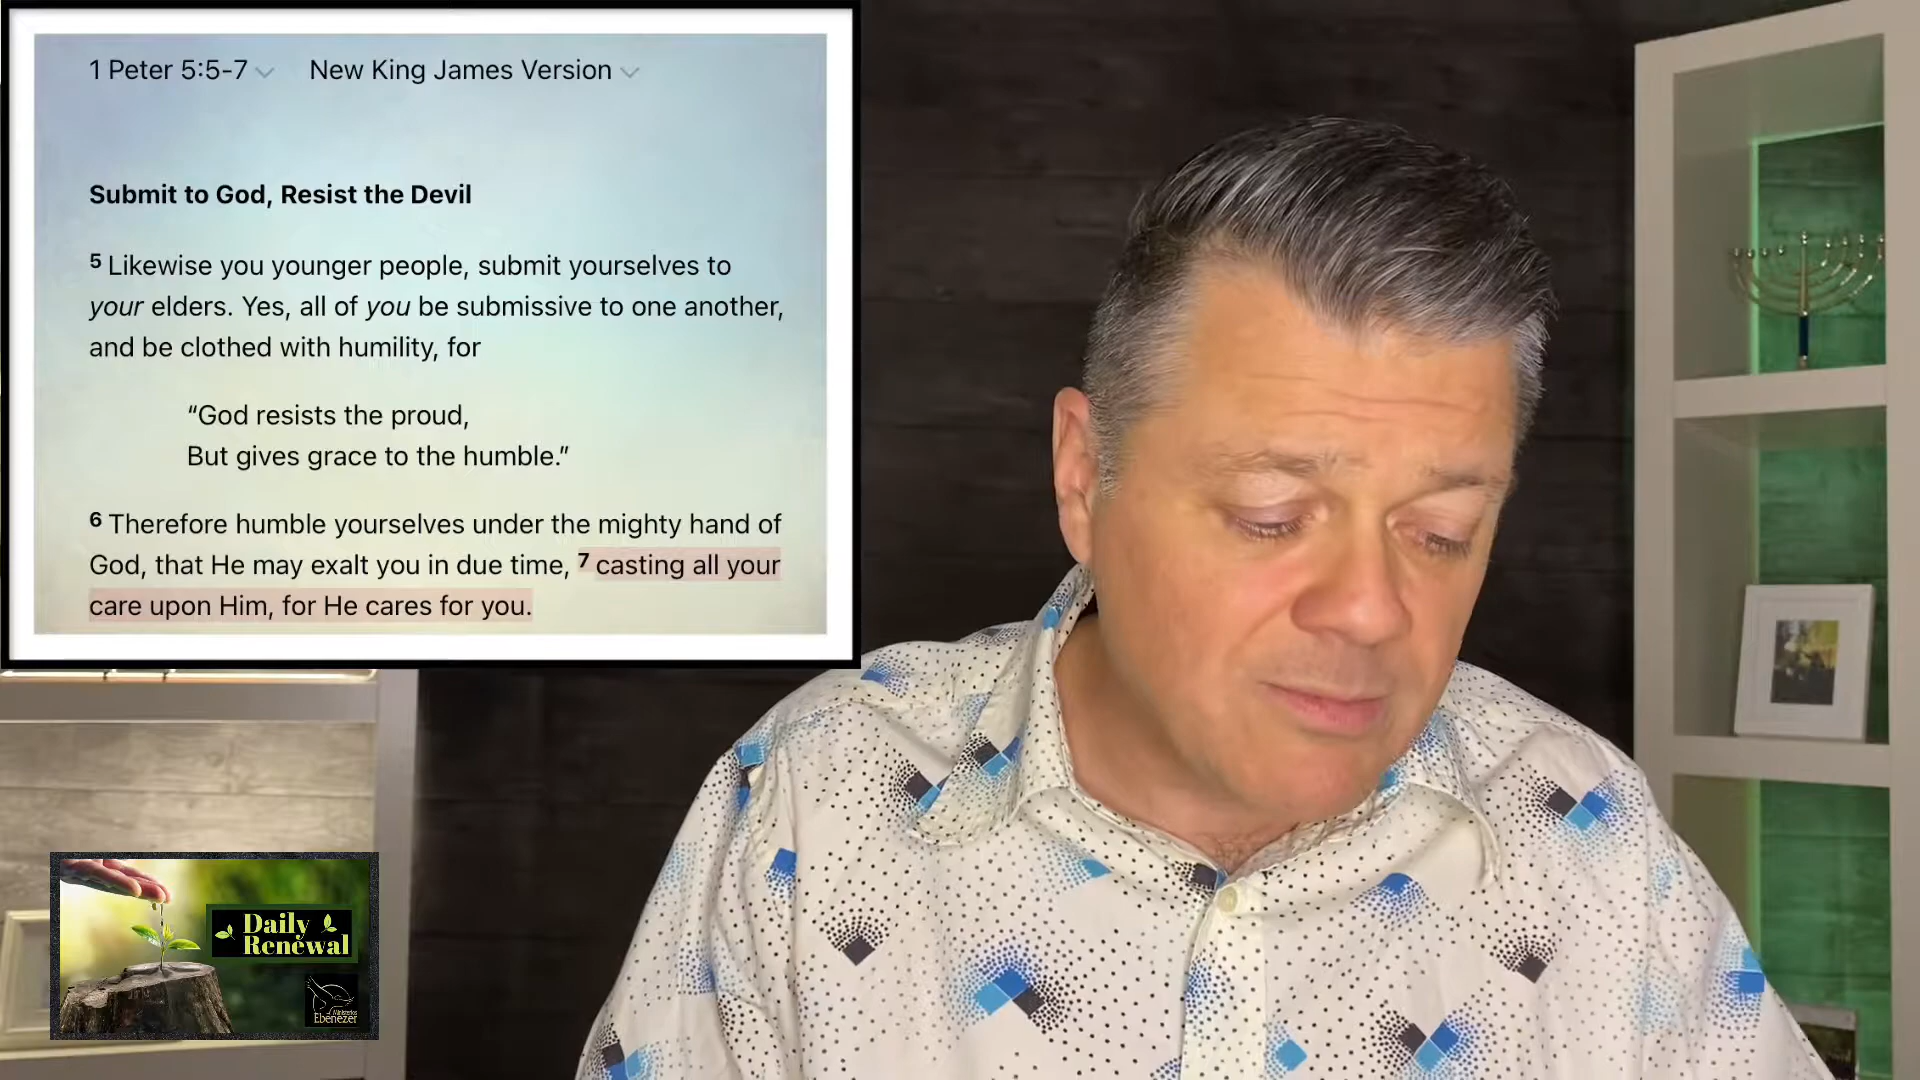 1 Peter 5:5-7 New King James Version
Submit to God, Resist the Devil
5 Likewise you younger people, submit yourselves to
your elders. Yes, all of you be submissive to one another,
and be clothed with humility, for
“God resists the proud,
But gives grace to the humble.”
6 Therefore humble yourselves under the mighty hand of
God, that He may exalt you in due time, 7 casting all your
care upon Him, for He cares for you.
Daily
Renewal
Ministerios
Ebenezer